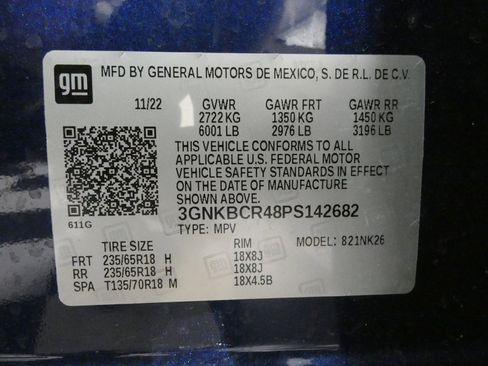 gm
MFD BY GENERAL MOTORS DE MEXICO, S. DE R.L. DE C.V.
11/22 GVWR GAWR FRT GAWR RR
2722 KG 1350 KG 1450 KG
6001 LB 2976 LB 3196 LB
THIS VEHICLE CONFORMS TO ALL
APPLICABLE U.S. FEDERAL MOTOR
VEHICLE SAFETY STANDARDS IN EFFECT
ON THE DATE OF MANUFACTURE SHOWN ABOVE.
3GNKBCR48PS142682
611G TYPE: MPV
TIRE SIZE RIM MODEL: 821NK26
FRT 235/65R18 H 18X8J
RR 235/65R18 H 18X8J
SPA T135/70R18 M 18X4.5B